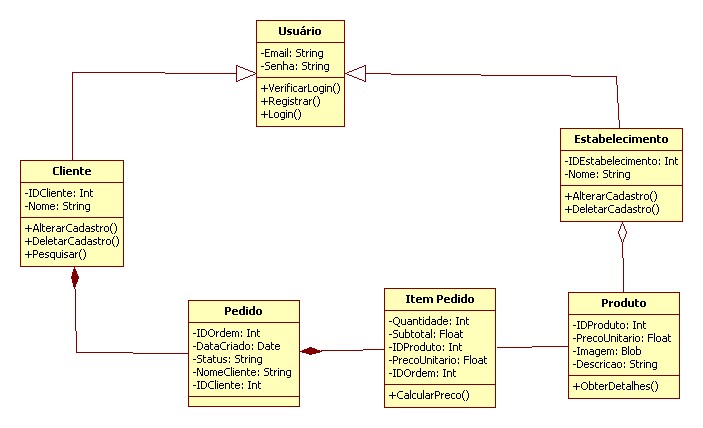 Usuário
-Email: String
-Senha: String
+VerificarLogin()
+Registrar()
+Login()
Cliente
-IDCliente: Int
-Nome: String
+AlterarCadastro()
+DeletarCadastro()
+Pesquisar()
Estabelecimento
-IDEstabelecimento: Int
-Nome: String
+AlterarCadastro()
+DeletarCadastro()
Pedido
-IDOrdem: Int
-DataCriado: Date
-Status: String
-NomeCliente: String
-IDCliente: Int
Item Pedido
-Quantidade: Int
-Subtotal: Float
-IDProduto: Int
-PrecoUnitario: Float
-IDOrdem: Int
+CalcularPreco()
Produto
-IDProduto: Int
-PrecoUnitario: Float
-Imagem: Blob
-Descricao: String
+ObterDetalhes()